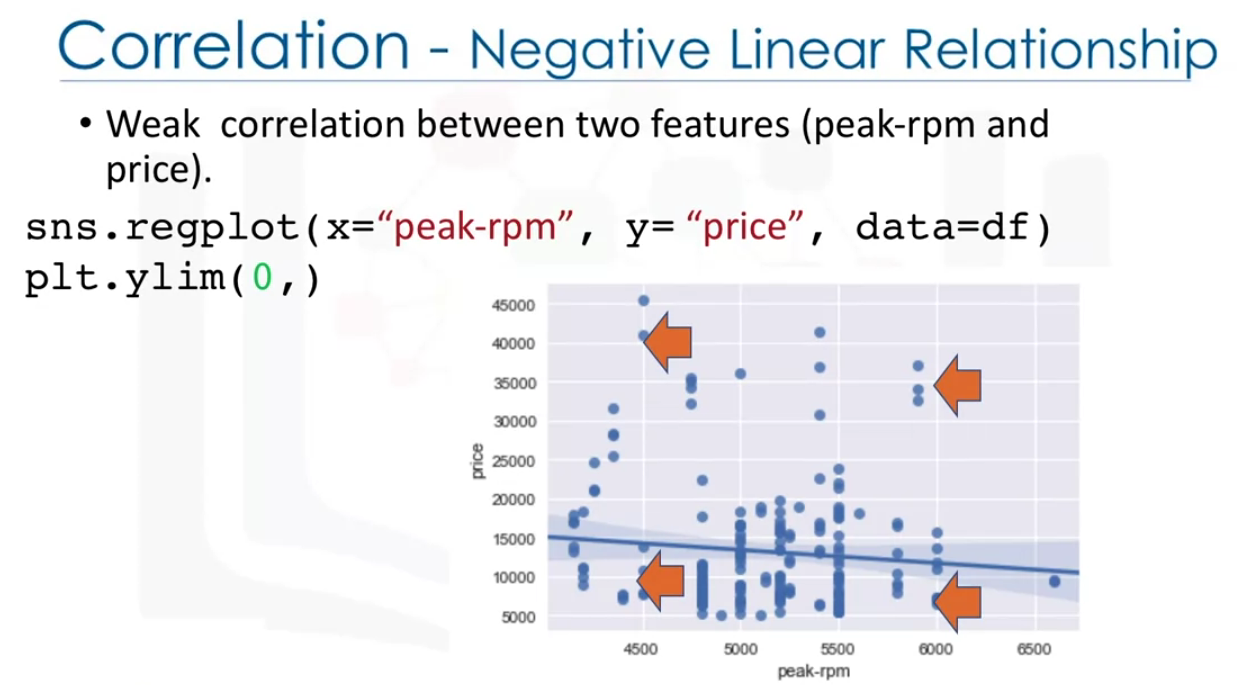 Correlation - Negative Linear Relationship
• Weak correlation between two features (peak-rpm and
price).
sns.regplot(x=“peak-rpm”, y= “price”, data=df)
plt.ylim(0,)
45000
40000
35000
30000
25000
20000
15000
10000
5000
price
4500 5000 5500 6000 6500
peak-rpm